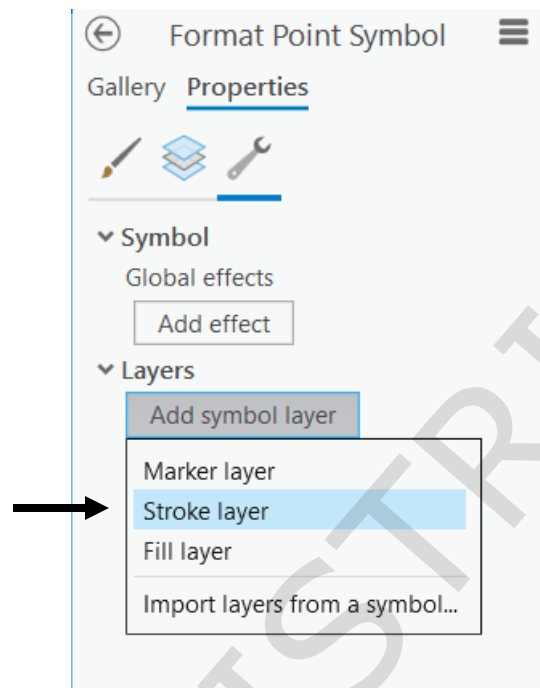 Format Point Symbol
Gallery Properties
Symbol
Global effects
Add effect
Layers
Add symbol layer
Marker layer
Stroke layer
Fill layer
Import layers from a symbol...